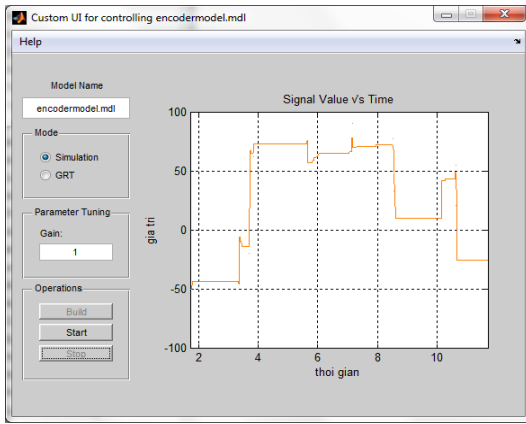 Custom UI for controlling encodermodel.mdl
Help
Model Name
encodermodel.mdl
Mode
Simulation
GRT
Parameter Tuning
Gain:
1
Operations
Build
Start
Stop
Signal Value v's Time
100
50
0
-50
-100
gia tri
2 4 6 8 10
thoi gian